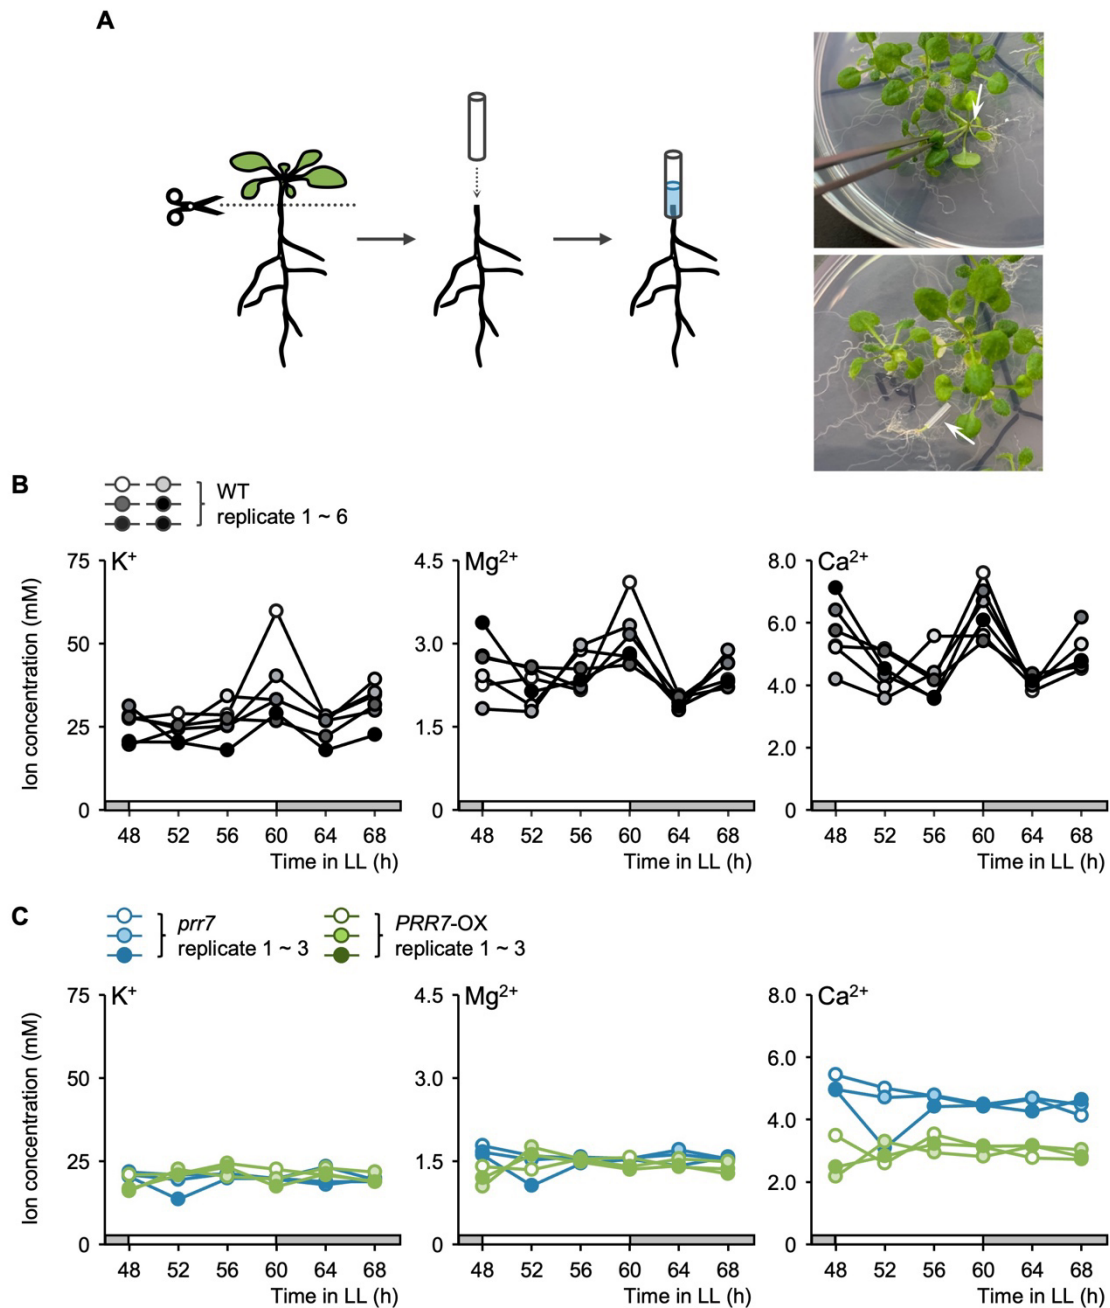 A
B
WT
replicate 1 ~ 6
Ion concentration (mM)
K⁺
75
50
25
0
48 52 56 60 64 68
Time in LL (h)
Mg²⁺
4.5
3.0
1.5
0
48 52 56 60 64 68
Time in LL (h)
Ca²⁺
8.0
6.0
4.0
2.0
0
48 52 56 60 64 68
Time in LL (h)
C
prr7
replicate 1 ~ 3
PRR7-OX
replicate 1 ~ 3
Ion concentration (mM)
K⁺
75
50
25
0
48 52 56 60 64 68
Time in LL (h)
Mg²⁺
4.5
3.0
1.5
0
48 52 56 60 64 68
Time in LL (h)
Ca²⁺
8.0
6.0
4.0
2.0
0
48 52 56 60 64 68
Time in LL (h)